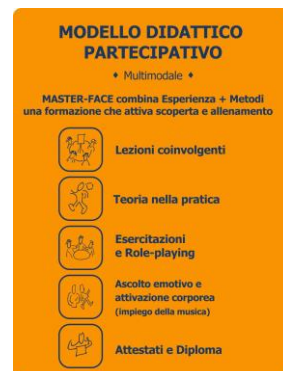 MODELLO DIDATTICO
PARTECIPATIVO
• Multimodale •
MASTER-FACE combina Esperienza + Metodi
una formazione che attiva scoperta e allenamento
Lezioni coinvolgenti
Teoria nella pratica
Esercitazioni
e Role-playing
Ascolto emotivo e
attivazione corporea
(impiego della musica)
Attestati e Diploma